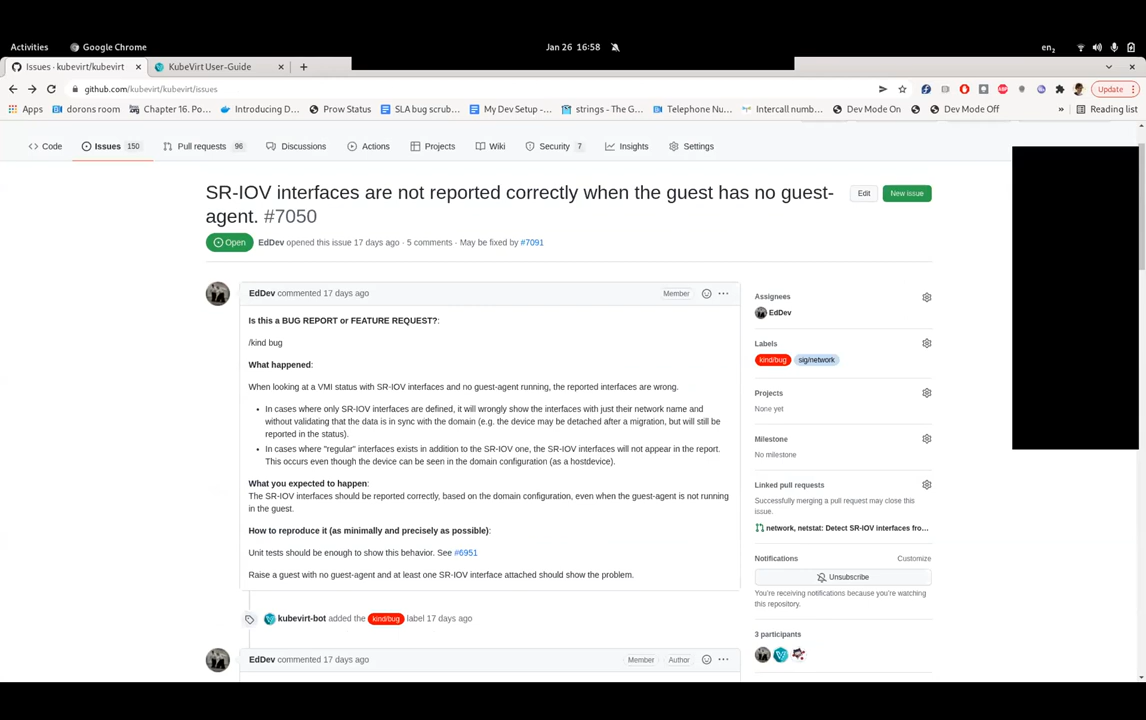 Activities Google Chrome Jan 26 16:58 en2
Issues · kubevirt/kubevirt × KubeVirt User-Guide × +
github.com/kubevirt/kubevirt/issues Update
Apps dorons room Chapter 16. Po... Introducing D... Prow Status SLA bug scrub... My Dev Setup -... strings - The G... Telephone Nu... Intercall numb... Dev Mode On Dev Mode Off » Reading list
Code Issues 150 Pull requests 96 Discussions Actions Projects Wiki Security 7 Insights Settings
SR-IOV interfaces are not reported correctly when the guest has no guest-
agent. #7050
Edit New issue
Open EdDev opened this issue 17 days ago · 5 comments · May be fixed by #7091
EdDev commented 17 days ago Member
Is this a BUG REPORT or FEATURE REQUEST?:
/kind bug
What happened:
When looking at a VMI status with SR-IOV interfaces and no guest-agent running, the reported interfaces are wrong.
• In cases where only SR-IOV interfaces are defined, it will wrongly show the interfaces with just their network name and
without validating that the data is in sync with the domain (e.g. the device may be detached after a migration, but will still be
reported in the status).
• In cases where "regular" interfaces exists in addition to the SR-IOV one, the SR-IOV interfaces will not appear in the report.
This occurs even though the device can be seen in the domain configuration (as a hostdevice).
What you expected to happen:
The SR-IOV interfaces should be reported correctly, based on the domain configuration, even when the guest-agent is not running
in the guest.
How to reproduce it (as minimally and precisely as possible):
Unit tests should be enough to show this behavior. See #6951
Raise a guest with no guest-agent and at least one SR-IOV interface attached should show the problem.
kubevirt-bot added the kind/bug label 17 days ago
EdDev commented 17 days ago Member Author
Assignees
EdDev
Labels
kind/bug sig/network
Projects
None yet
Milestone
No milestone
Linked pull requests
Successfully merging a pull request may close this
issue.
network, netstat: Detect SR-IOV interfaces fro...
Notifications Customize
Unsubscribe
You're receiving notifications because you're watching
this repository.
3 participants